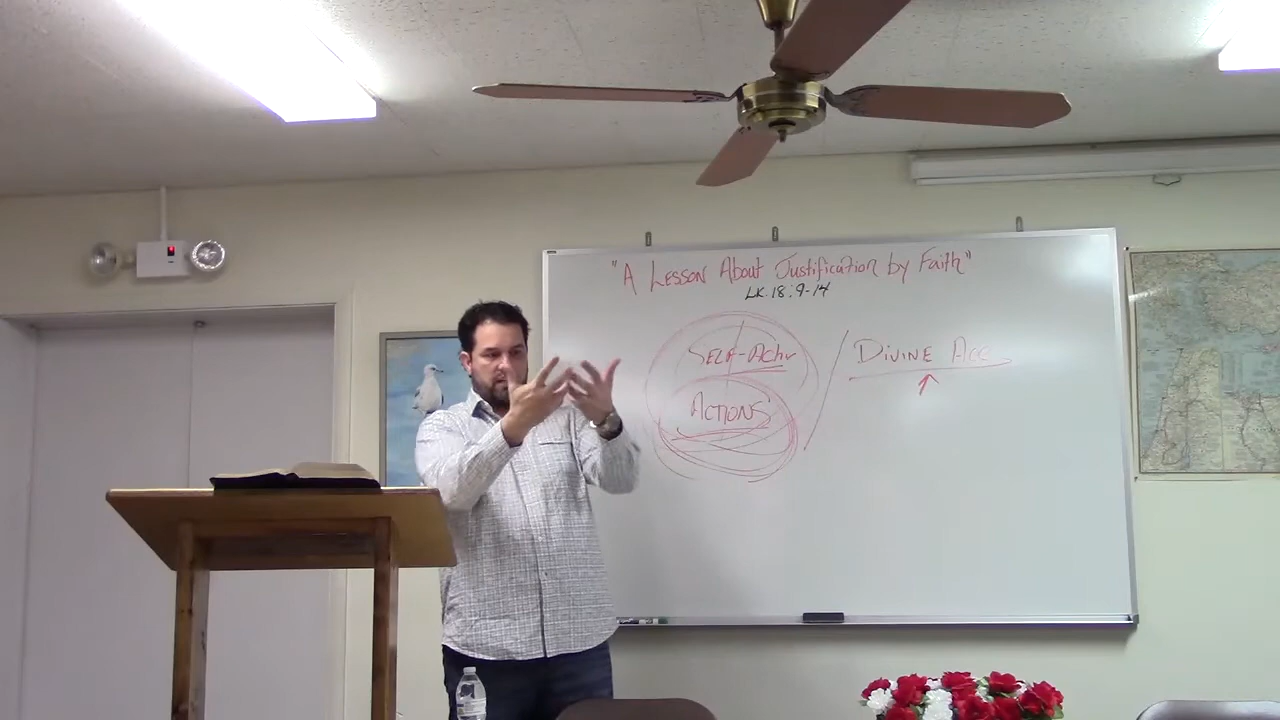 "A Lesson About Justification by Faith"
LK. 18:9-14
SELF-Achv / DIVINE ACC
ACTIONS